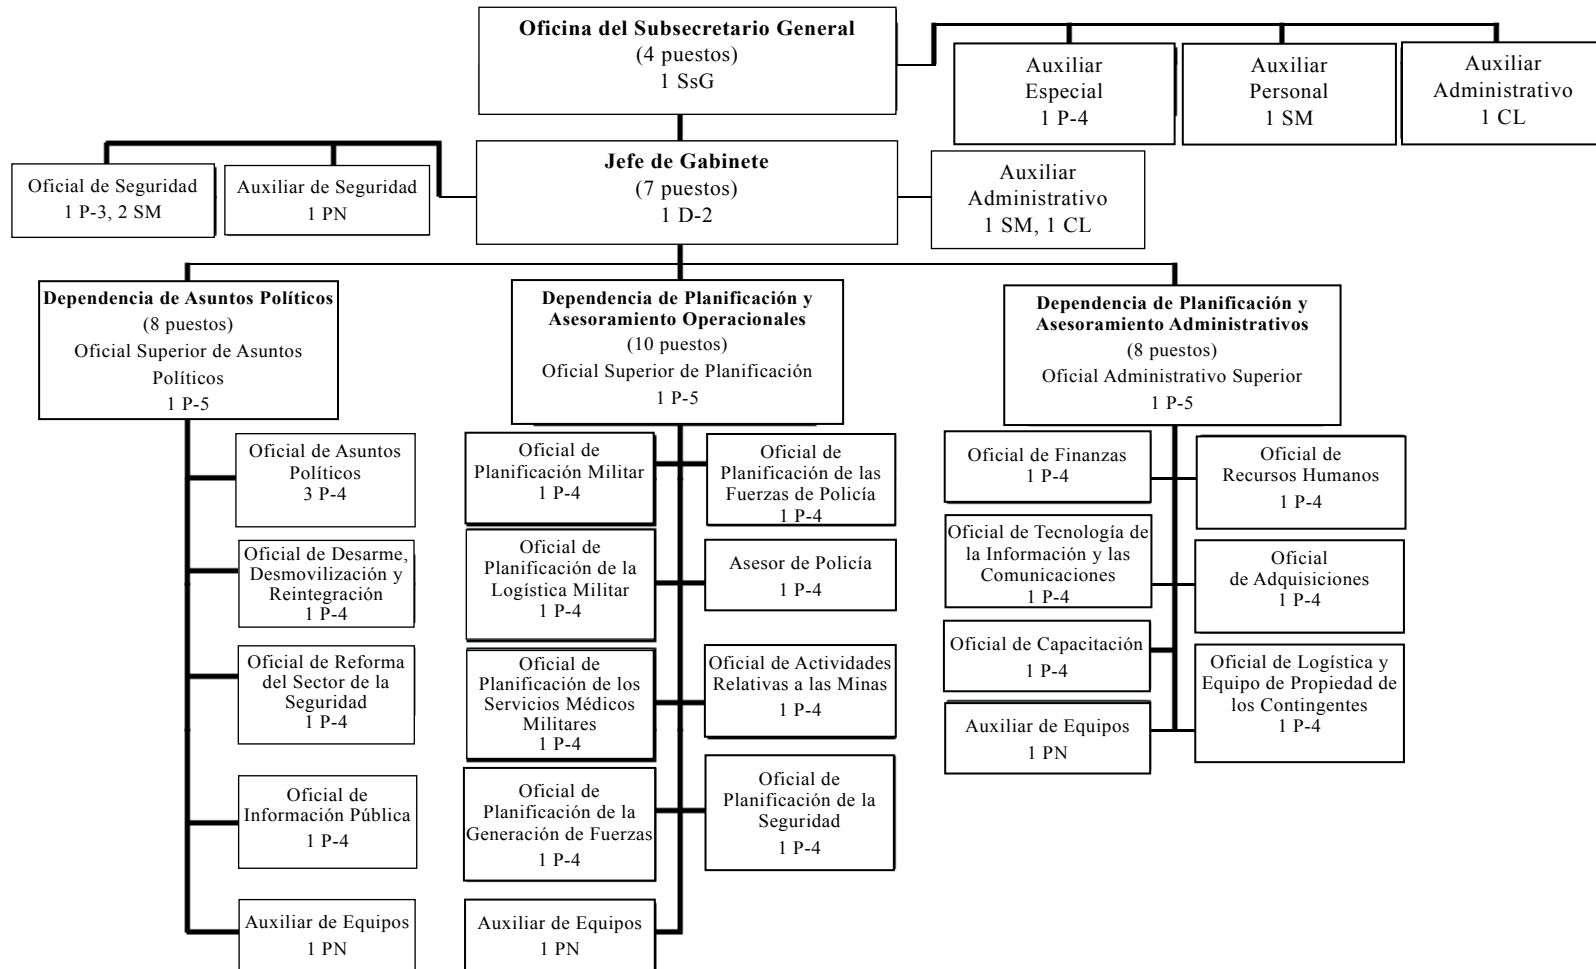 Oficina del Subsecretario General
(4 puestos)
1 SsG
Auxiliar
Especial
1 P-4
Auxiliar
Personal
1 SM
Auxiliar
Administrativo
1 CL
Jefe de Gabinete
(7 puestos)
1 D-2
Oficial de Seguridad
1 P-3, 2 SM
Auxiliar de Seguridad
1 PN
Auxiliar
Administrativo
1 SM, 1 CL
Dependencia de Asuntos Políticos
(8 puestos)
Oficial Superior de Asuntos
Políticos
1 P-5
Oficial de Asuntos
Políticos
3 P-4
Oficial de Desarme,
Desmovilización y
Reintegración
1 P-4
Oficial de Reforma
del Sector de la
Seguridad
1 P-4
Oficial de
Información Pública
1 P-4
Auxiliar de Equipos
1 PN
Dependencia de Planificación y
Asesoramiento Operacionales
(10 puestos)
Oficial Superior de Planificación
1 P-5
Oficial de
Planificación Militar
1 P-4
Oficial de
Planificación de las
Fuerzas de Policía
1 P-4
Oficial de
Planificación de la
Logística Militar
1 P-4
Asesor de Policía
1 P-4
Oficial de
Planificación de los
Servicios Médicos
Militares
1 P-4
Oficial de Actividades
Relativas a las Minas
1 P-4
Oficial de
Planificación de la
Generación de Fuerzas
1 P-4
Oficial de
Planificación de la
Seguridad
1 P-4
Auxiliar de Equipos
1 PN
Dependencia de Planificación y
Asesoramiento Administrativos
(8 puestos)
Oficial Administrativo Superior
1 P-5
Oficial de Finanzas
1 P-4
Oficial de
Recursos Humanos
1 P-4
Oficial de Tecnología de
la Información y las
Comunicaciones
1 P-4
Oficial
de Adquisiciones
1 P-4
Oficial de Capacitación
1 P-4
Oficial de Logística y
Equipo de Propiedad de
los Contingentes
1 P-4
Auxiliar de Equipos
1 PN